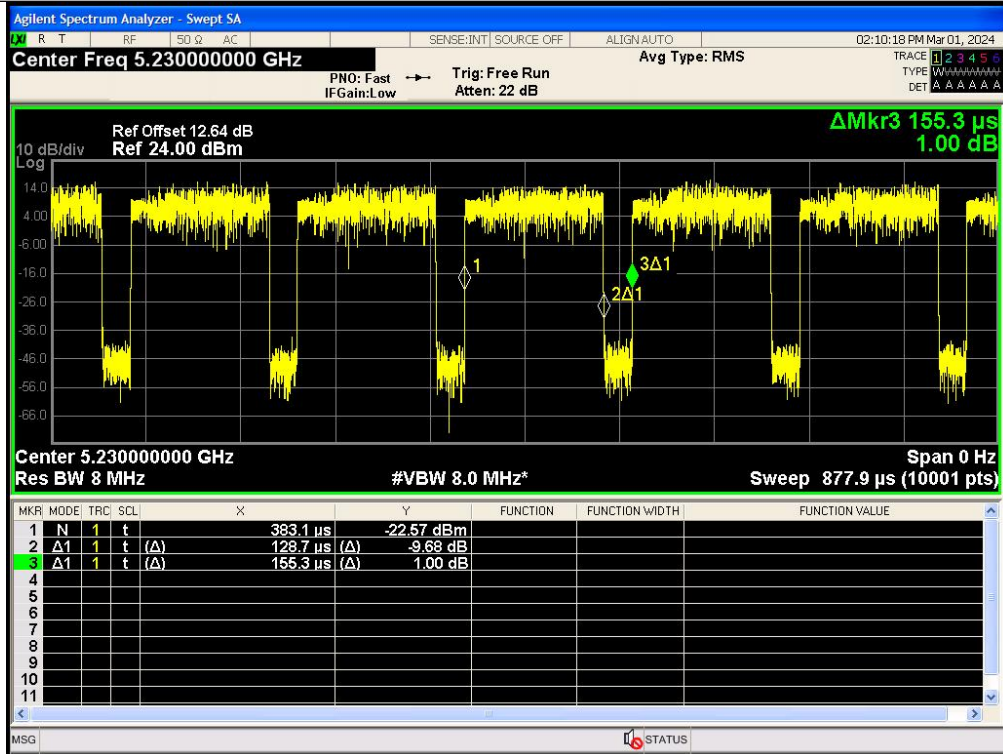 Agilent Spectrum Analyzer - Swept SA
LXI R T RF 50 Ω AC SENSE:INT SOURCE OFF ALIGN AUTO 02:10:18 PM Mar 01, 2024
Center Freq 5.230000000 GHz
PNO: Fast
IFGain:Low
Trig: Free Run
Atten: 22 dB
Avg Type: RMS
TRACE 1 2 3 4 5 6
TYPE
DET A A A A A A
ΔMkr3 155.3 µs
1.00 dB
Ref Offset 12.64 dB
10 dB/div Ref 24.00 dBm
Log
14.0
4.00
-6.00
-16.0
-26.0
-36.0
-46.0
-56.0
-66.0
1
2Δ1
3Δ1
Center 5.230000000 GHz Span 0 Hz
Res BW 8 MHz #VBW 8.0 MHz* Sweep 877.9 µs (10001 pts)
MKR MODE TRC SCL X Y FUNCTION FUNCTION WIDTH FUNCTION VALUE
1 N 1 t 383.1 µs -22.57 dBm
2 Δ1 1 t (Δ) 128.7 µs (Δ) -9.68 dB
3 Δ1 1 t (Δ) 155.3 µs (Δ) 1.00 dB
4
5
6
7
8
9
10
11
MSG STATUS